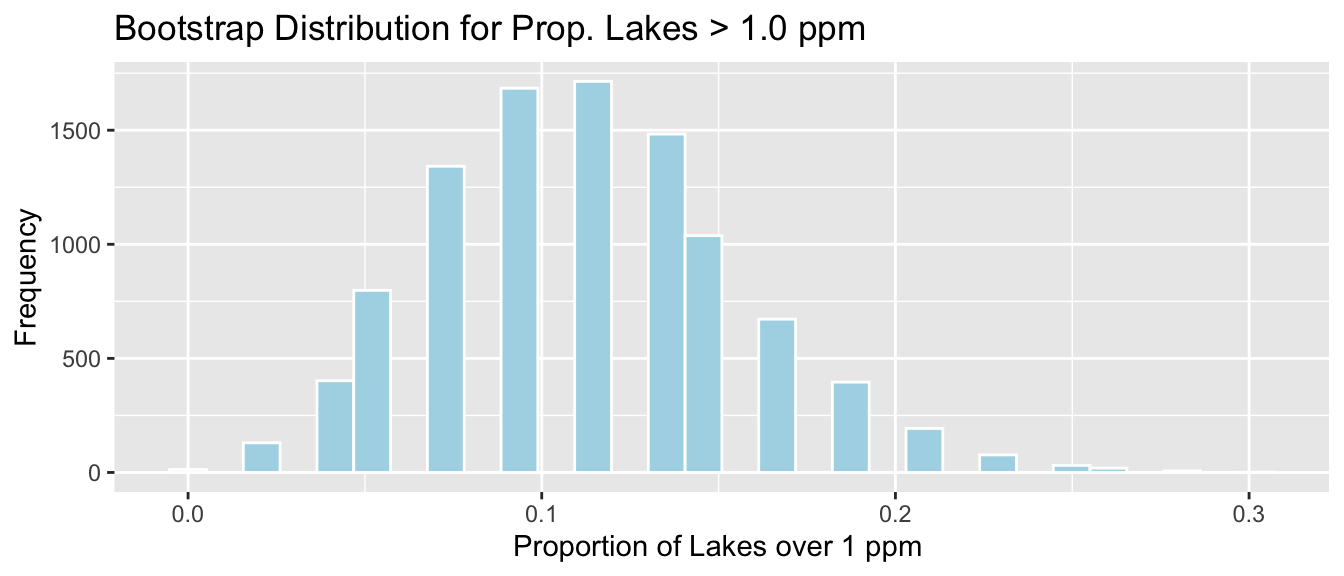 Bootstrap Distribution for Prop. Lakes > 1.0 ppm
1500
1000
500
0
Frequency
0.0 0.1 0.2 0.3
Proportion of Lakes over 1 ppm